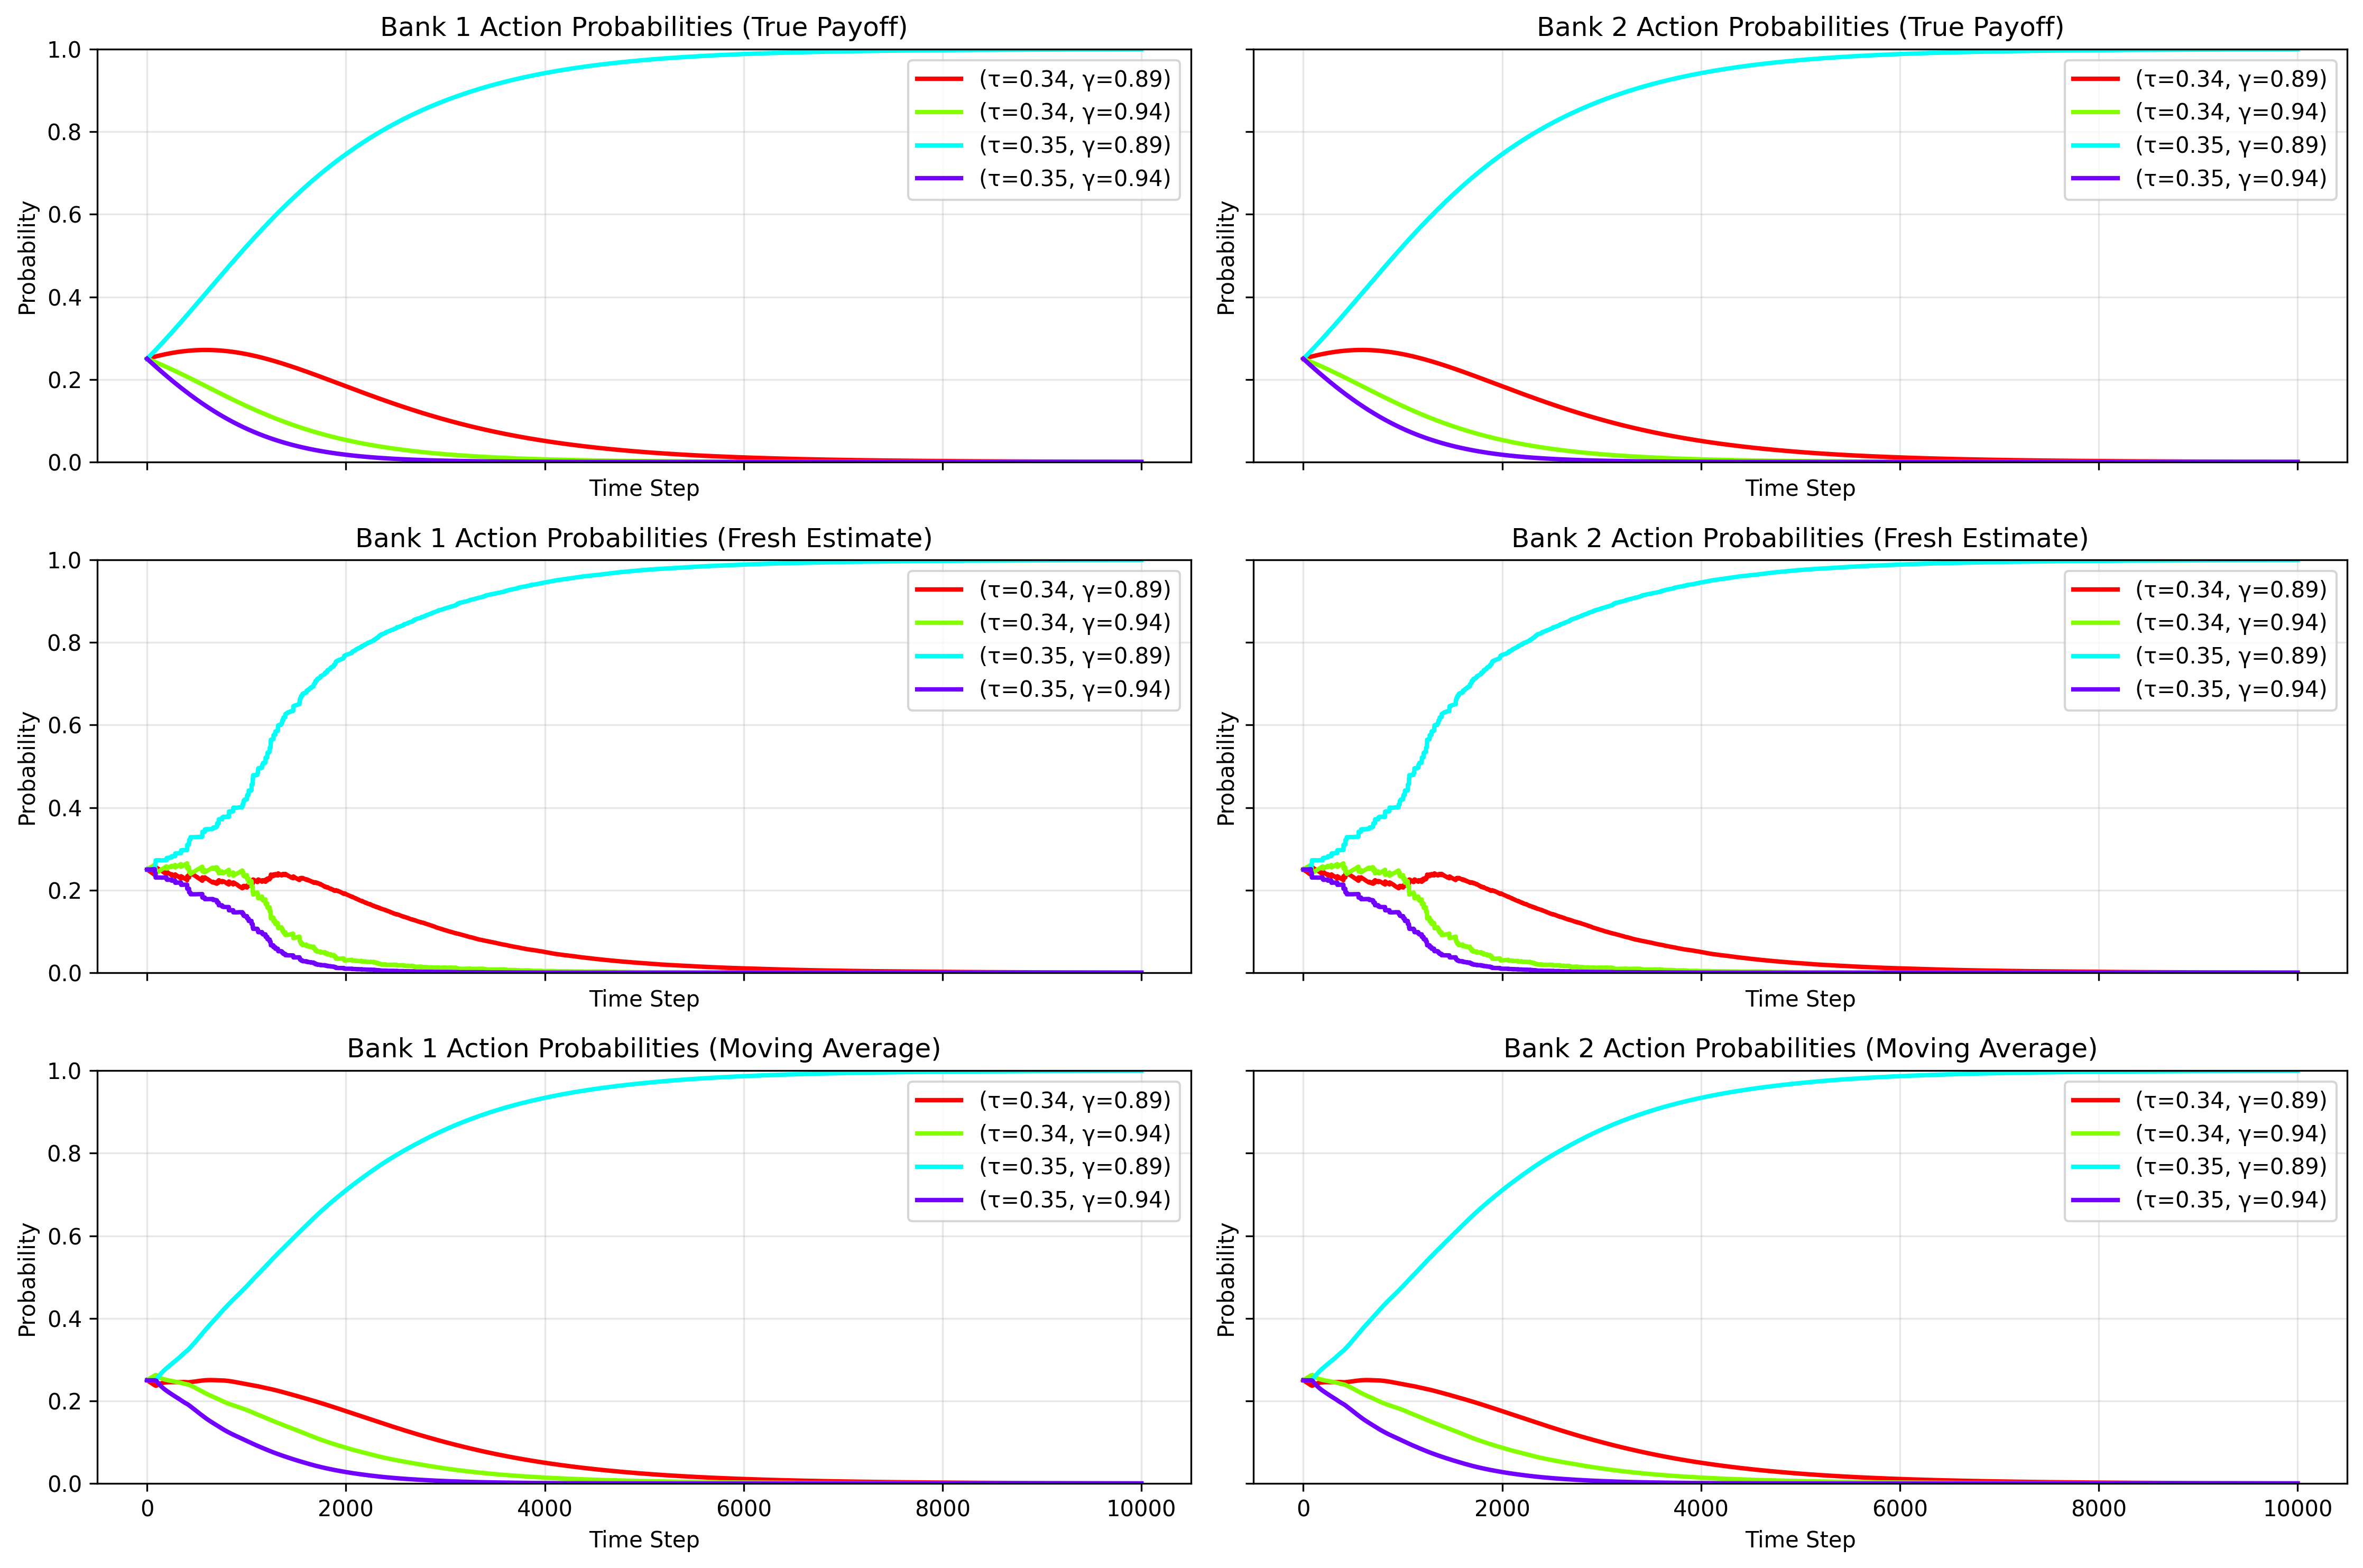 Bank 1 Action Probabilities (True Payoff)
Probability
1.0
0.8
0.6
0.4
0.2
0.0
(τ=0.34, γ=0.89)
(τ=0.34, γ=0.94)
(τ=0.35, γ=0.89)
(τ=0.35, γ=0.94)
Time Step
Bank 2 Action Probabilities (True Payoff)
Probability
(τ=0.34, γ=0.89)
(τ=0.34, γ=0.94)
(τ=0.35, γ=0.89)
(τ=0.35, γ=0.94)
Time Step
Bank 1 Action Probabilities (Fresh Estimate)
Probability
1.0
0.8
0.6
0.4
0.2
0.0
(τ=0.34, γ=0.89)
(τ=0.34, γ=0.94)
(τ=0.35, γ=0.89)
(τ=0.35, γ=0.94)
Time Step
Bank 2 Action Probabilities (Fresh Estimate)
Probability
(τ=0.34, γ=0.89)
(τ=0.34, γ=0.94)
(τ=0.35, γ=0.89)
(τ=0.35, γ=0.94)
Time Step
Bank 1 Action Probabilities (Moving Average)
Probability
1.0
0.8
0.6
0.4
0.2
0.0
(τ=0.34, γ=0.89)
(τ=0.34, γ=0.94)
(τ=0.35, γ=0.89)
(τ=0.35, γ=0.94)
0 2000 4000 6000 8000 10000
Time Step
Bank 2 Action Probabilities (Moving Average)
Probability
(τ=0.34, γ=0.89)
(τ=0.34, γ=0.94)
(τ=0.35, γ=0.89)
(τ=0.35, γ=0.94)
0 2000 4000 6000 8000 10000
Time Step